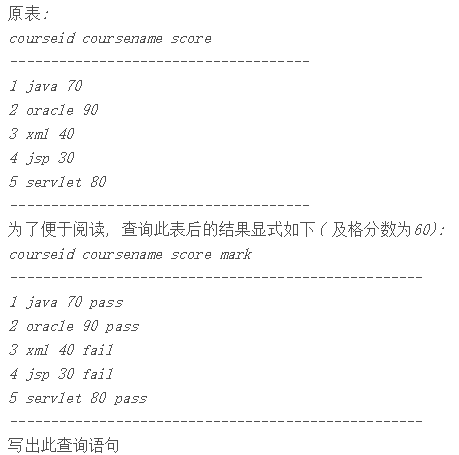 原表:
courseid coursename score
-----------------------------------
1 java 70
2 oracle 90
3 xml 40
4 jsp 30
5 servlet 80
-----------------------------------
为了便于阅读, 查询此表后的结果显式如下( 及格分数为60):
courseid coursename score mark
------------------------------------------------
1 java 70 pass
2 oracle 90 pass
3 xml 40 fail
4 jsp 30 fail
5 servlet 80 pass
------------------------------------------------
写出此查询语句